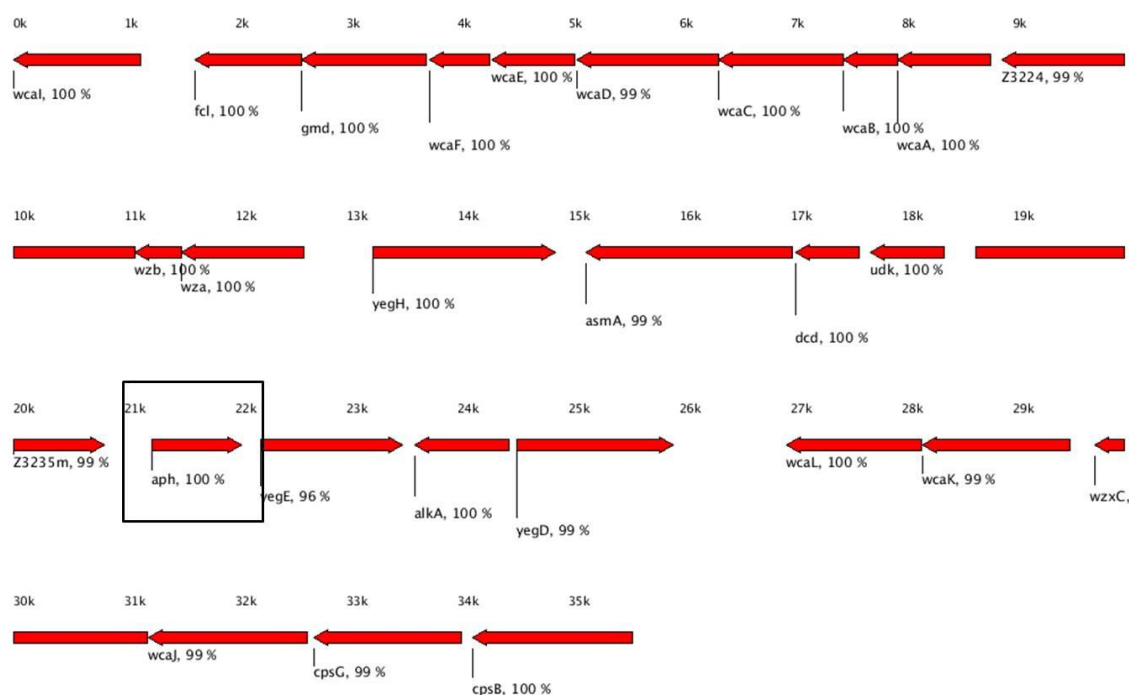 0k 1k 2k 3k 4k 5k 6k 7k 8k 9k
wcaI, 100 %
fcl, 100 %
gmd, 100 %
wcaF, 100 %
wcaE, 100 %
wcaD, 99 %
wcaC, 100 %
wcaB, 100 %
wcaA, 100 %
Z3224, 99 %
10k 11k 12k 13k 14k 15k 16k 17k 18k 19k
wzb, 100 %
wza, 100 %
yegH, 100 %
asmA, 99 %
dcd, 100 %
udk, 100 %
20k 21k 22k 23k 24k 25k 26k 27k 28k 29k
Z3235m, 99 %
aph, 100 %
yegE, 96 %
alkA, 100 %
yegD, 99 %
wcaL, 100 %
wcaK, 99 %
wzxC,
30k 31k 32k 33k 34k 35k
wcaJ, 99 %
cpsG, 99 %
cpsB, 100 %